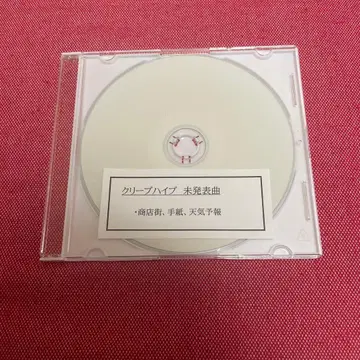 クリープハイプ 未発表曲
・商店街、手紙、天気予報